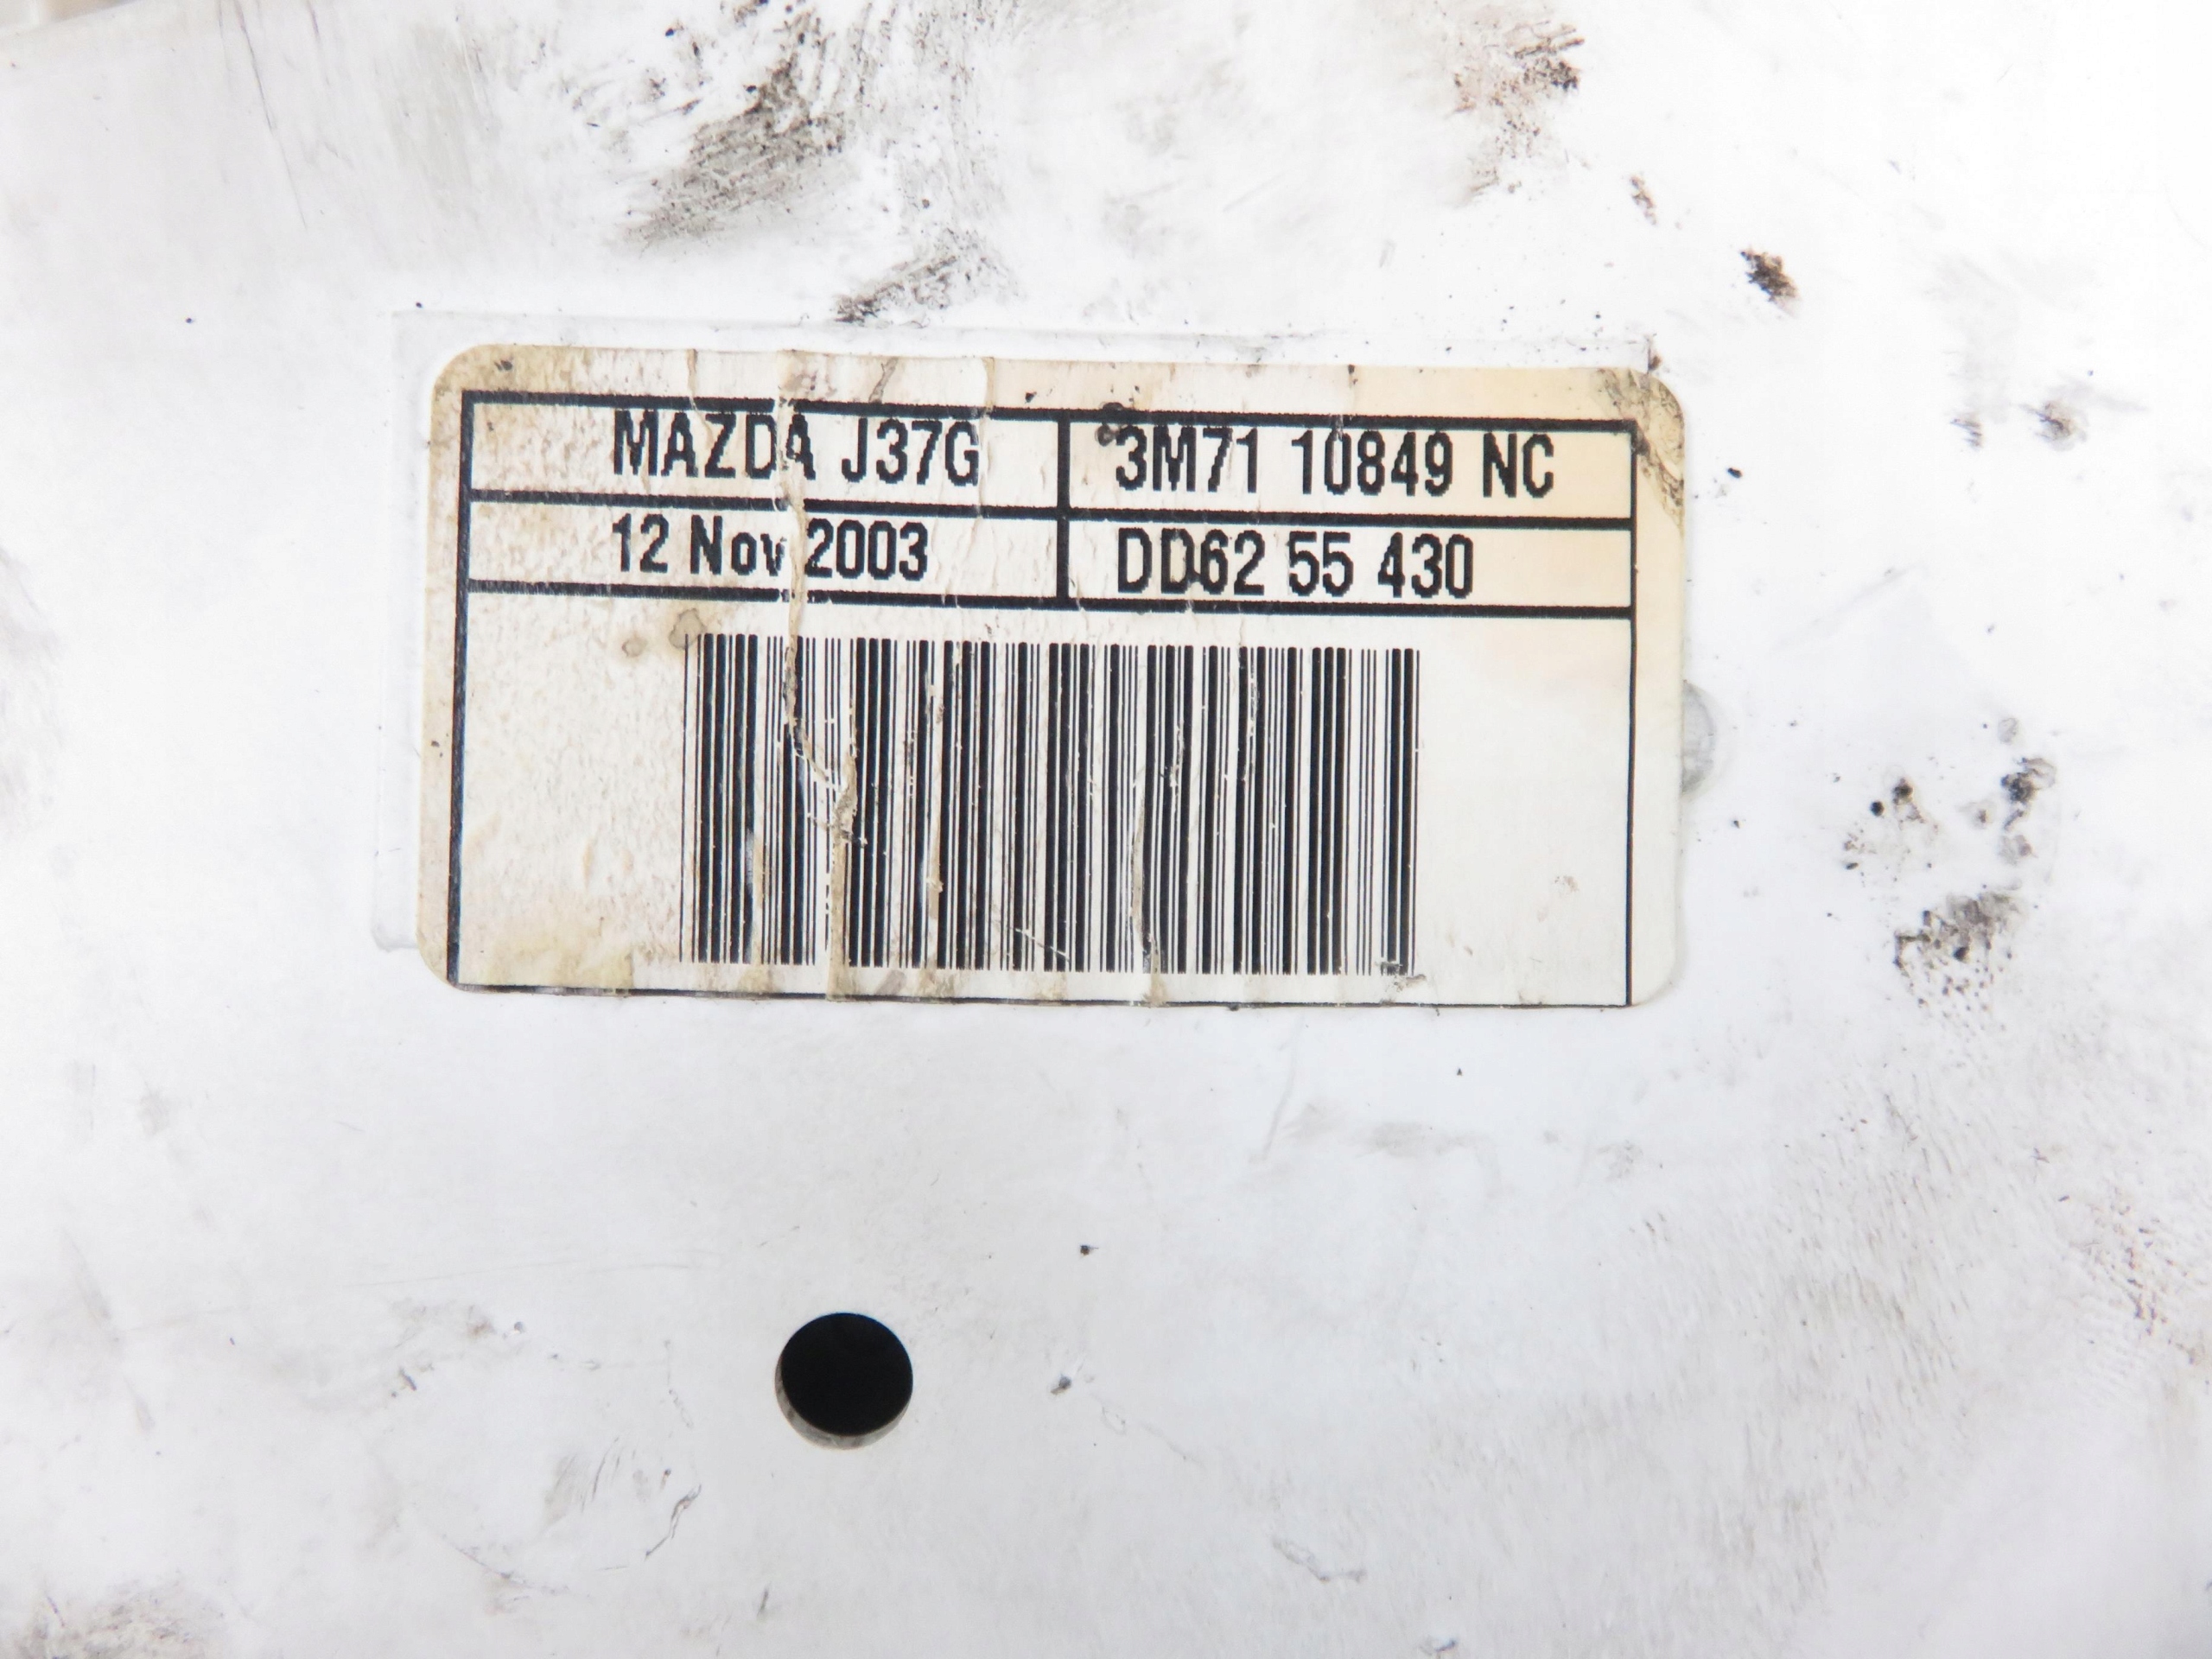 MAZDA J37G 3M71 10849 NC
12 Nov 2003 DD62 55 430